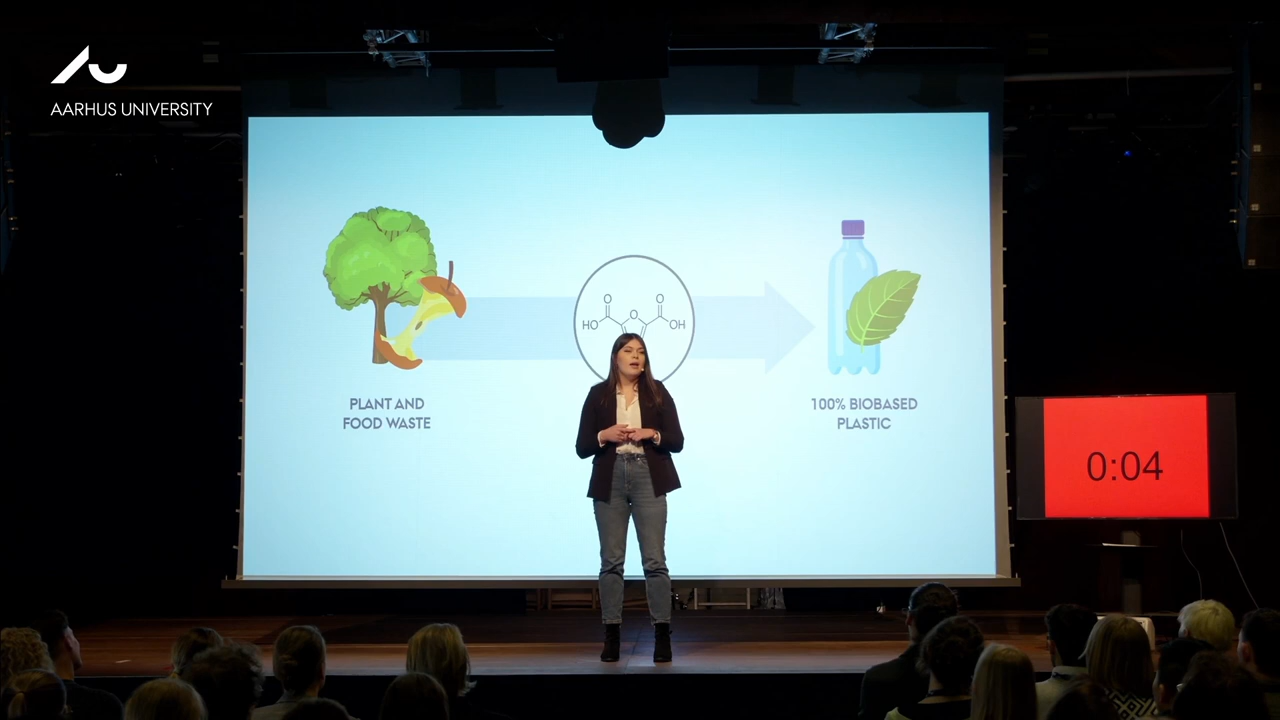 AARHUS UNIVERSITY
O
O
HO
O
OH
PLANT AND
FOOD WASTE
100% BIOBASED
PLASTIC
0:04